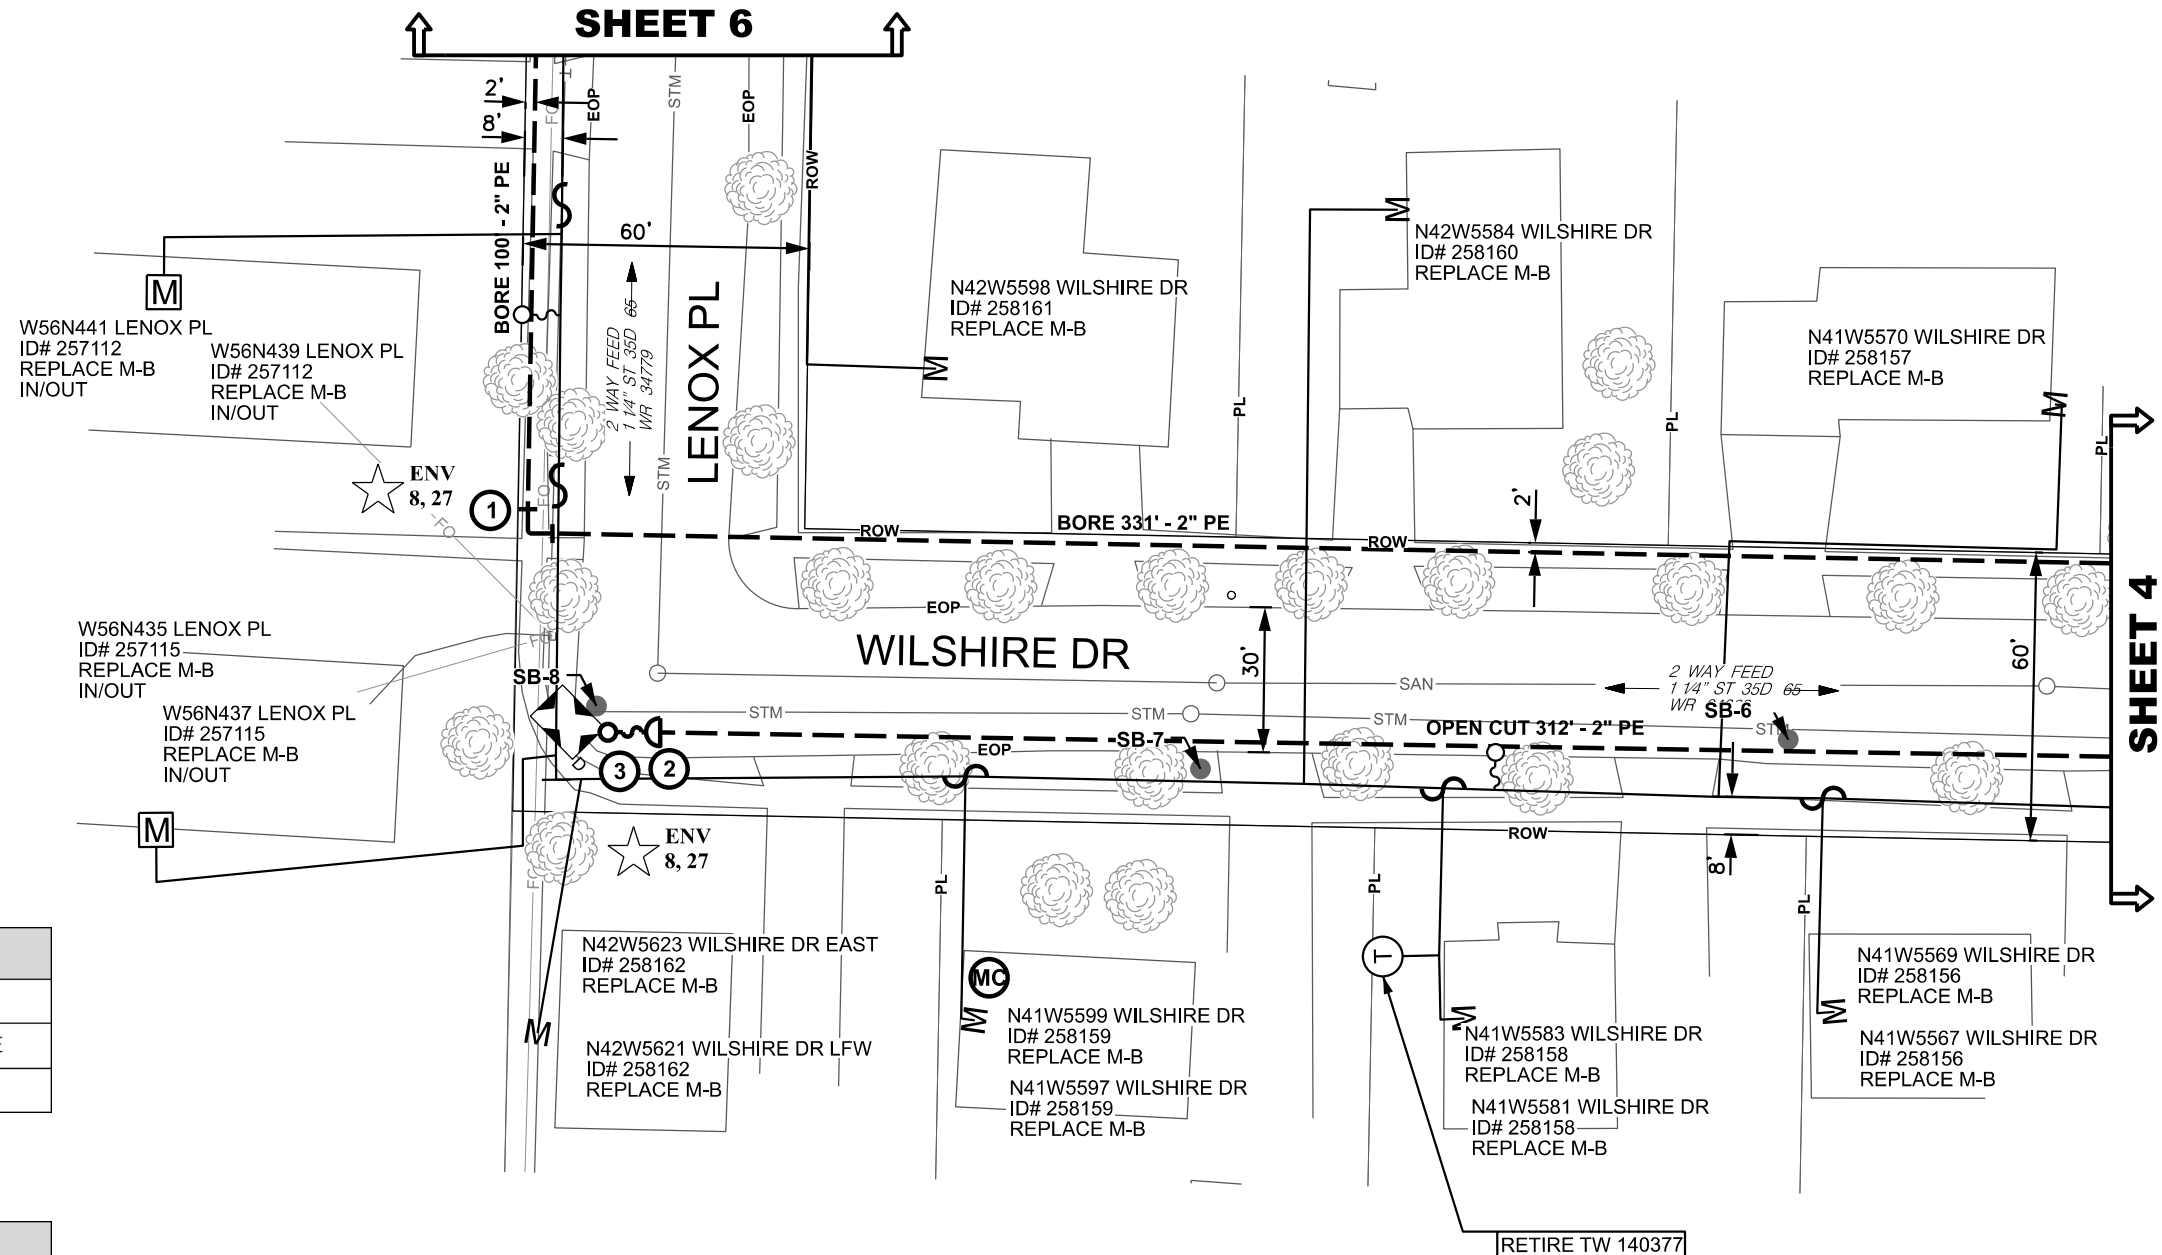 SHEET 6
2'
8'
FO
T
EOP
STM
EOP
ROW
BORE 100' - 2" PE
60'
2 WAY FEED
1 1/4" ST 35D 65
WR 34779
LENOX PL
STM
M
W56N441 LENOX PL
ID# 257112
REPLACE M-B
IN/OUT
W56N439 LENOX PL
ID# 257112
REPLACE M-B
IN/OUT
ENV
8, 27
1
FO
FO
N42W5598 WILSHIRE DR
ID# 258161
REPLACE M-B
M
PL
M
N42W5584 WILSHIRE DR
ID# 258160
REPLACE M-B
PL
N41W5570 WILSHIRE DR
ID# 258157
REPLACE M-B
M
PL
2'
ROW
BORE 331' - 2" PE
ROW
EOP
WILSHIRE DR
30'
60'
SHEET 4
W56N435 LENOX PL
ID# 257115
REPLACE M-B
IN/OUT
W56N437 LENOX PL
ID# 257115
REPLACE M-B
IN/OUT
M
FO
SB-8
SAN
2 WAY FEED
1 1/4" ST 35D 65
WR
SB-6
STM
STM
STM
STM
OPEN CUT 312' - 2" PE
SB-7
EOP
D
3
2
ENV
8, 27
ROW
8'
PL
PL
PL
N42W5623 WILSHIRE DR EAST
ID# 258162
REPLACE M-B
M
N42W5621 WILSHIRE DR LFW
ID# 258162
REPLACE M-B
MC
M
N41W5599 WILSHIRE DR
ID# 258159
REPLACE M-B
N41W5597 WILSHIRE DR
ID# 258159
REPLACE M-B
T
M
N41W5583 WILSHIRE DR
ID# 258158
REPLACE M-B
N41W5581 WILSHIRE DR
ID# 258158
REPLACE M-B
M
N41W5569 WILSHIRE DR
ID# 258156
REPLACE M-B
N41W5567 WILSHIRE DR
ID# 258156
REPLACE M-B
RETIRE TW 140377